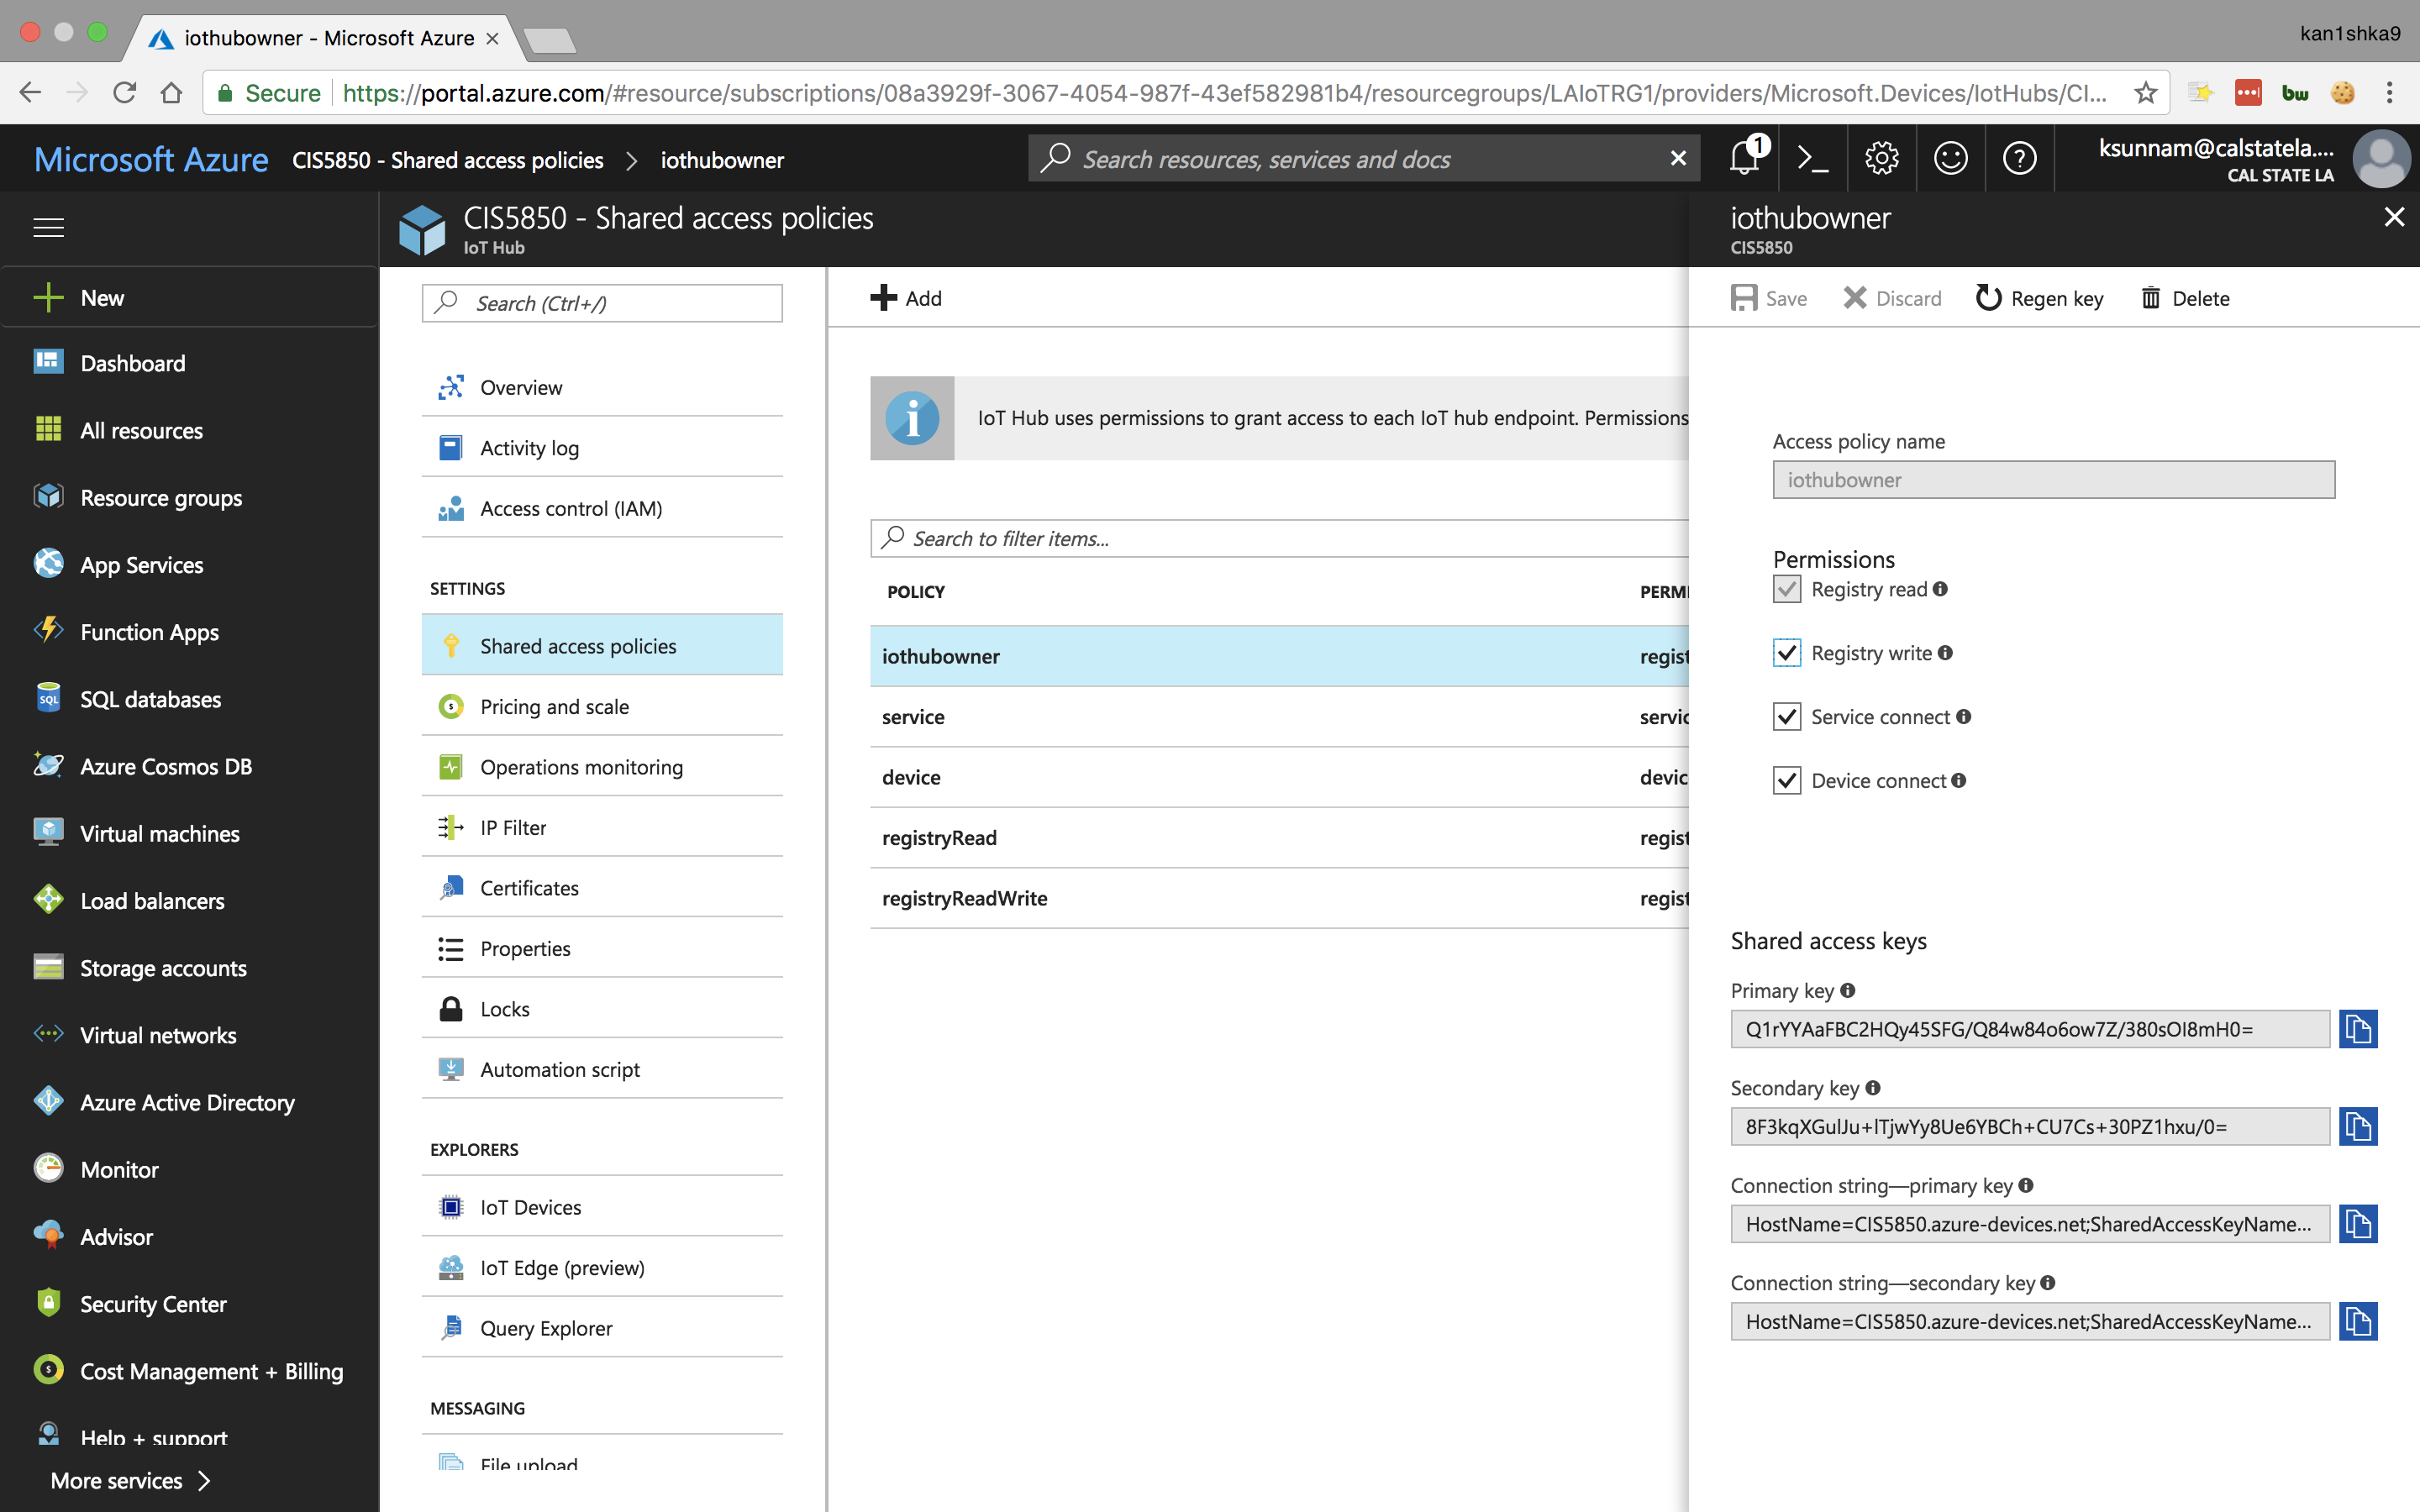 iothubowner - Microsoft Azure
kan1shka9
Secure
https://portal.azure.com/#resource/subscriptions/08a3929f-3067-4054-987f-43ef582981b4/resourcegroups/LAIoTRG1/providers/Microsoft.Devices/IotHubs/CI...
bw
Microsoft Azure
CIS5850 - Shared access policies > iothubowner
Search resources, services and docs
1
ksunnam@calstatela....
CAL STATE LA
New
Dashboard
All resources
Resource groups
App Services
Function Apps
SQL databases
Azure Cosmos DB
Virtual machines
Load balancers
Storage accounts
Virtual networks
Azure Active Directory
Monitor
Advisor
Security Center
Cost Management + Billing
Help + support
More services
CIS5850 - Shared access policies
IoT Hub
Search (Ctrl+/)
Overview
Activity log
Access control (IAM)
SETTINGS
Shared access policies
Pricing and scale
Operations monitoring
IP Filter
Certificates
Properties
Locks
Automation script
EXPLORERS
IoT Devices
IoT Edge (preview)
Query Explorer
MESSAGING
File upload
Add
IoT Hub uses permissions to grant access to each IoT hub endpoint. Permissions
Search to filter items...
POLICY PERMI
iothubowner regist
service servic
device devic
registryRead regist
registryReadWrite regist
iothubowner
CIS5850
Save Discard Regen key Delete
Access policy name
iothubowner
Permissions
Registry read
Registry write
Service connect
Device connect
Shared access keys
Primary key
Secondary key
Connection string—primary key
HostName=CIS5850.azure-devices.net;SharedAccessKeyName...
Connection string—secondary key
HostName=CIS5850.azure-devices.net;SharedAccessKeyName...